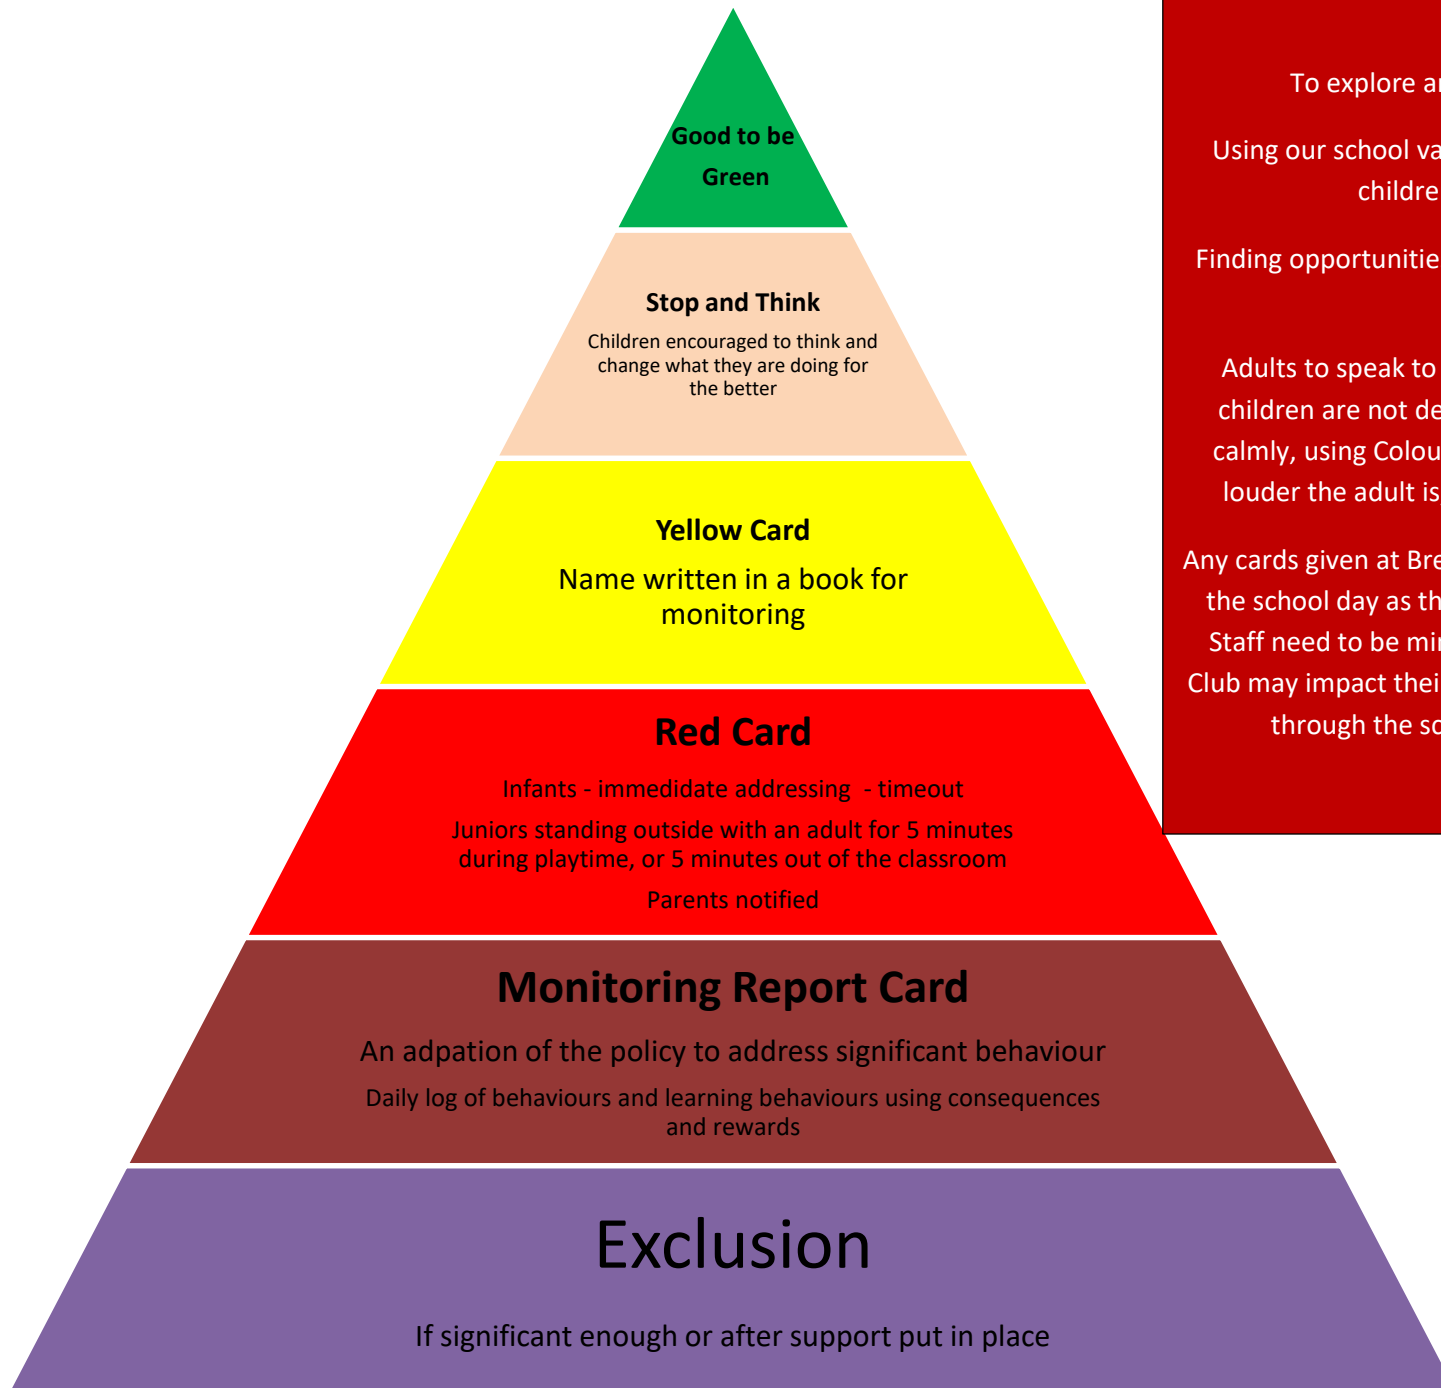 Good to be
Green
Stop and Think
Children encouraged to think and
change what they are doing for
the better
Yellow Card
Name written in a book for
monitoring
Red Card
Infants - immedidate addressing - timeout
Juniors standing outside with an adult for 5 minutes
during playtime, or 5 minutes out of the classroom
Parents notified
Monitoring Report Card
An adpation of the policy to address significant behaviour
Daily log of behaviours and learning behaviours using consequences
and rewards
Exclusion
If significant enough or after support put in place
To explore
Using our school
Finding
Adults to speak to
children are not
calmly, using
louder the adult is
Any cards given at
the school day as
Staff need to be
Club may impact
through the